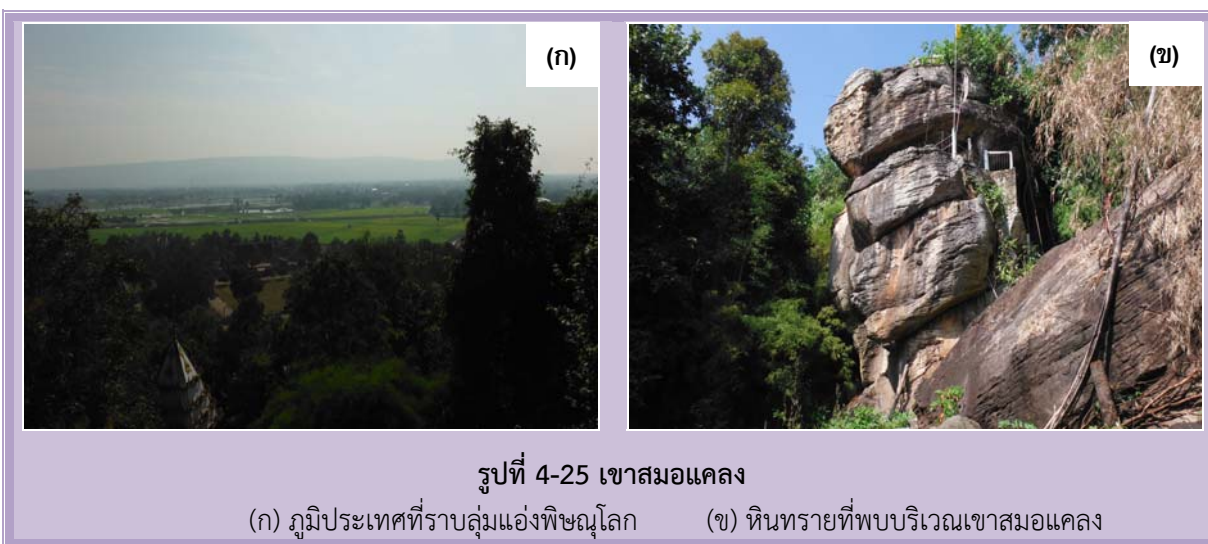 (ก)
(ข)
รูปที่ 4-25 เขาสมอแคลง
(ก) ภูมิประเทศที่ราบลุ่มแอ่งพิษณุโลก (ข) หินทรายที่พบบริเวณเขาสมอแคลง